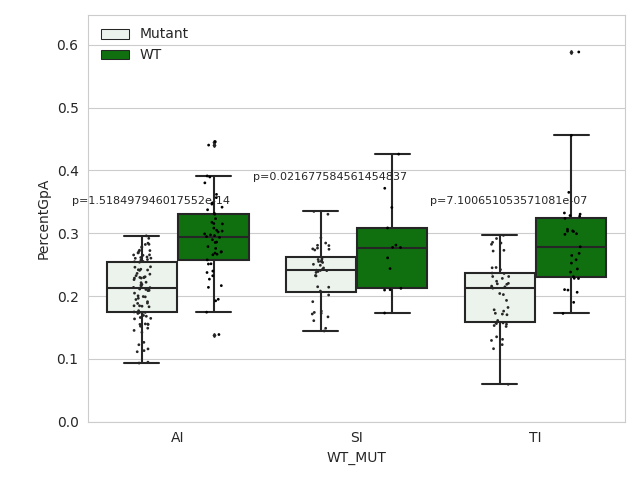 Mutant
WT
0.6
0.5
0.4
0.3
0.2
0.1
0.0
PercentGpA
p=1.518497946017552e-14
p=0.021677584561454837
p=7.100651053571081e-07
AI
SI
TI
WT_MUT